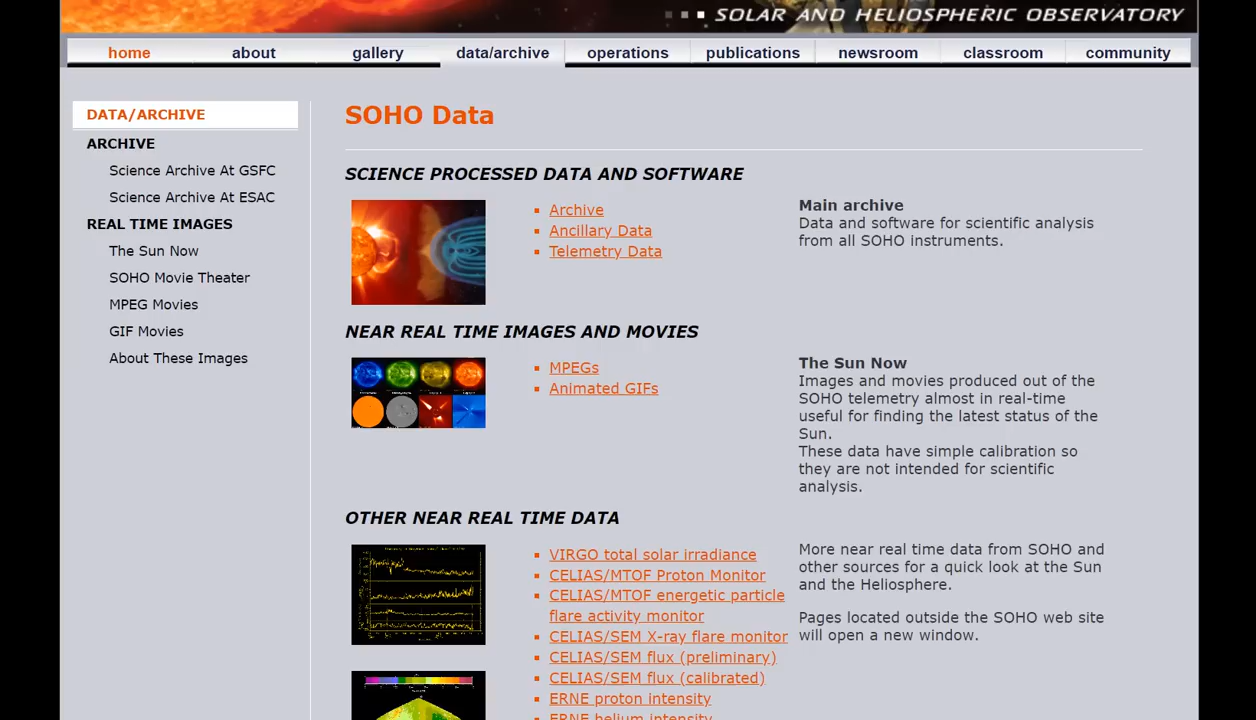 SOLAR AND HELIOSPHERIC OBSERVATORY
home about gallery data/archive operations publications newsroom classroom community
DATA/ARCHIVE
ARCHIVE
Science Archive At GSFC
Science Archive At ESAC
REAL TIME IMAGES
The Sun Now
SOHO Movie Theater
MPEG Movies
GIF Movies
About These Images
SOHO Data
SCIENCE PROCESSED DATA AND SOFTWARE
Archive
Ancillary Data
Telemetry Data
Main archive
Data and software for scientific analysis
from all SOHO instruments.
NEAR REAL TIME IMAGES AND MOVIES
MPEGs
Animated GIFs
The Sun Now
Images and movies produced out of the
SOHO telemetry almost in real-time
useful for finding the latest status of the
Sun.
These data have simple calibration so
they are not intended for scientific
analysis.
OTHER NEAR REAL TIME DATA
VIRGO total solar irradiance
CELIAS/MTOF Proton Monitor
CELIAS/MTOF energetic particle
flare activity monitor
CELIAS/SEM X-ray flare monitor
CELIAS/SEM flux (preliminary)
CELIAS/SEM flux (calibrated)
ERNE proton intensity
ERNE helium intensity
More near real time data from SOHO and
other sources for a quick look at the Sun
and the Heliosphere.
Pages located outside the SOHO web site
will open a new window.